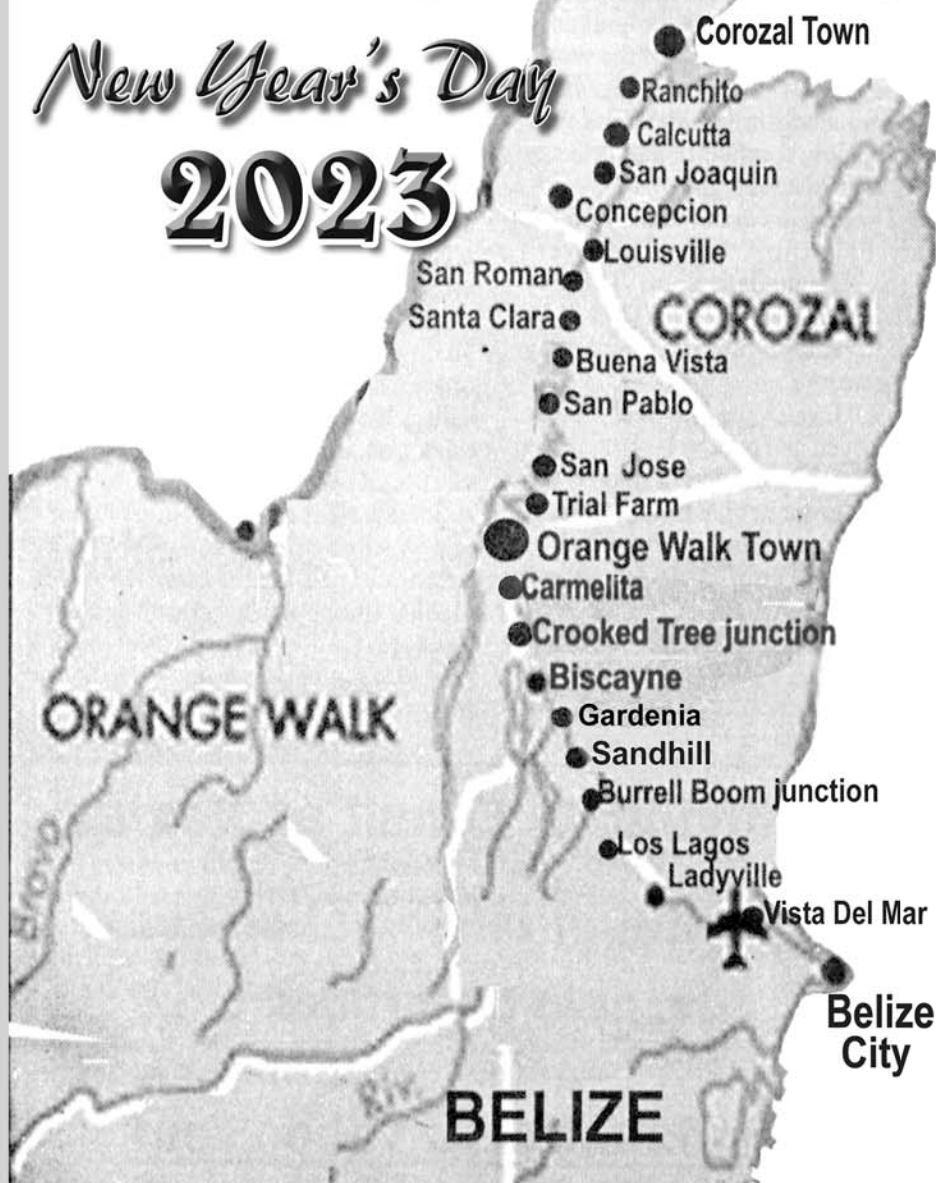 New Year's Day
2023
Corozal Town
Ranchito
Calcutta
San Joaquin
Concepcion
Louisville
San Roman
COROZAL
Santa Clara
Buena Vista
San Pablo
San Jose
Trial Farm
Orange Walk Town
Carmelita
Crooked Tree junction
Biscayne
ORANGE WALK
Gardenia
Sandhill
Burrell Boom junction
Los Lagos
Ladyville
Bravo
Vista Del Mar
Belize
City
Riv.
BELIZE